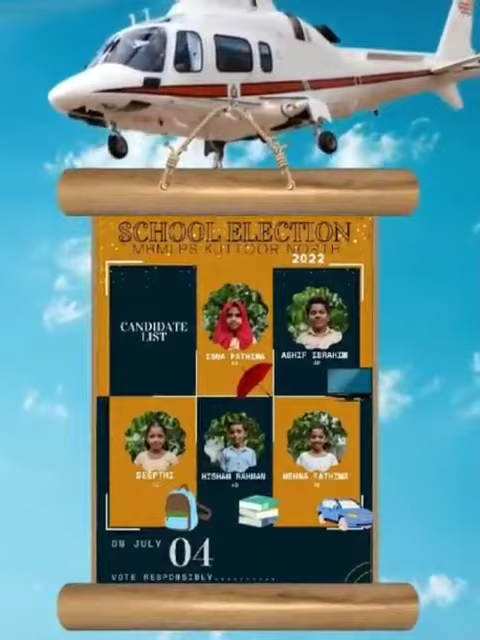 SCHOOL ELECTION
MHMLPS KUTTOOR NORTH
2022
CANDIDATE
LIST
ISHA FATHIMA
ASHIF IBRAHIM
DEEPTHI
HISHAM RAHMAN
MEHNA FATHIMA
ON JULY 04
VOTE RESPONSIBLY..............